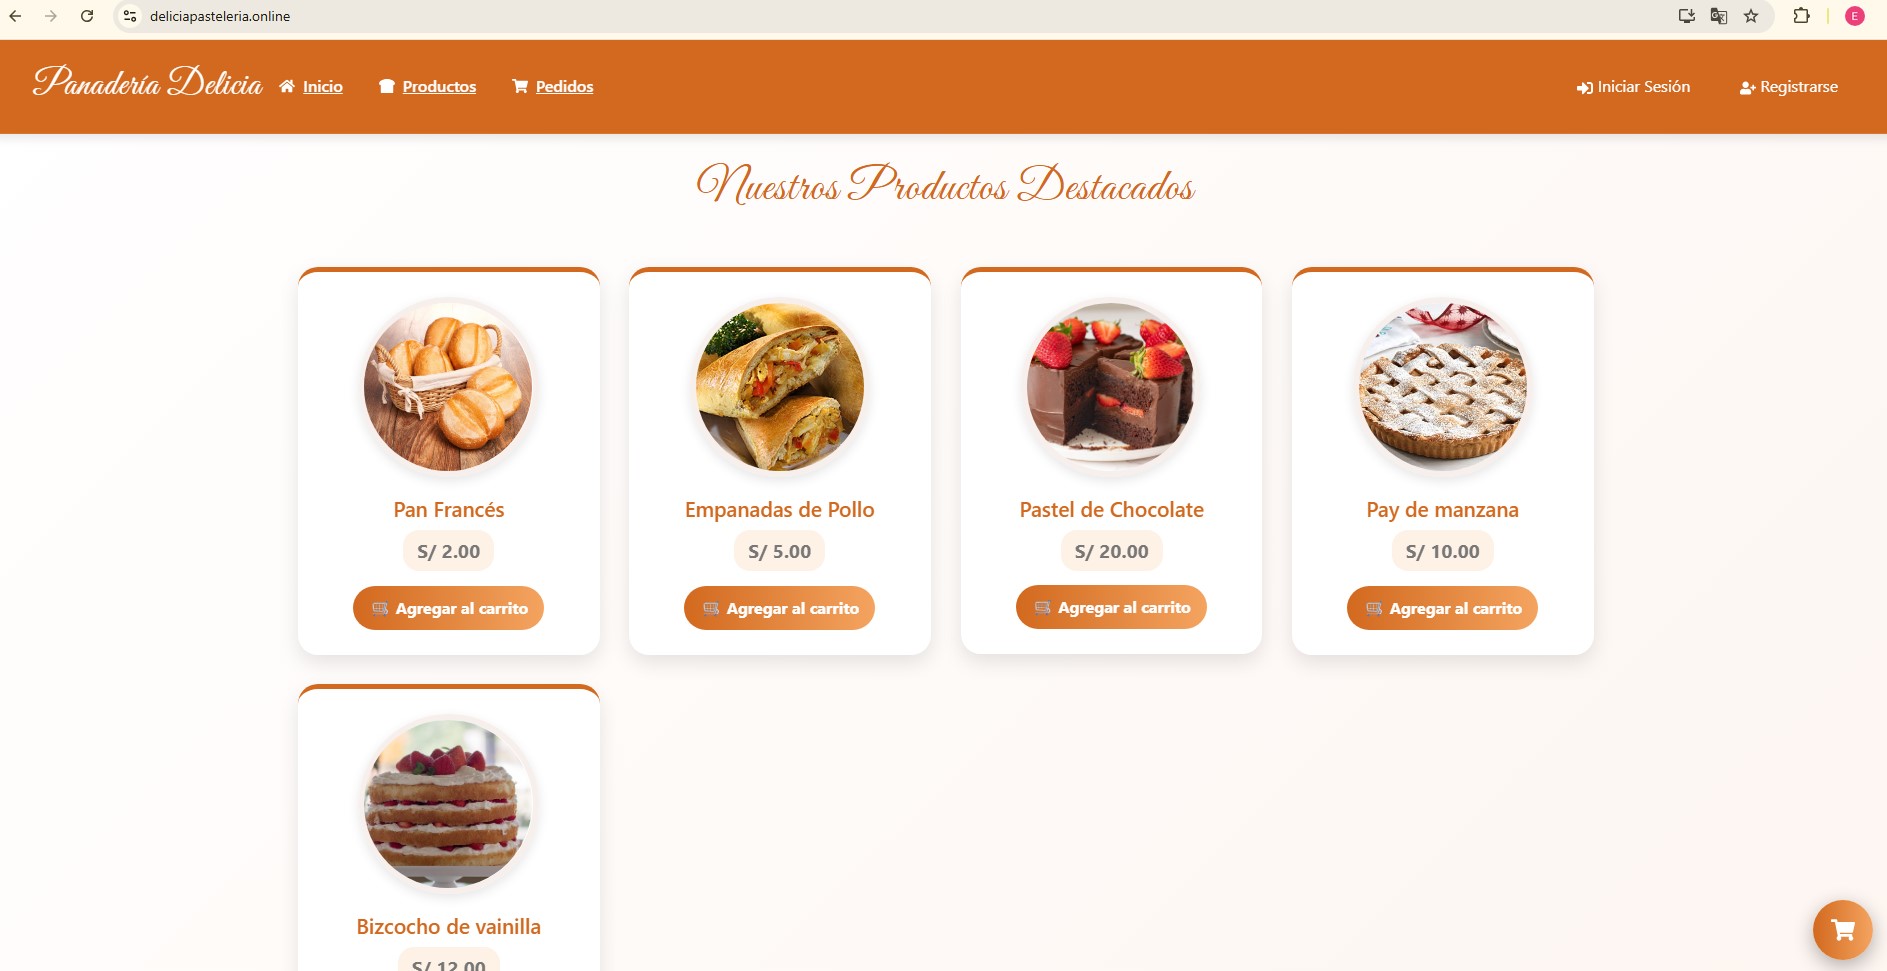 deliciapasteleria.online
E
Panadería Delicia Inicio Productos Pedidos Iniciar Sesión Registrarse
Nuestros Productos Destacados
Pan Francés
S/ 2.00
Agregar al carrito
Empanadas de Pollo
S/ 5.00
Agregar al carrito
Pastel de Chocolate
S/ 20.00
Agregar al carrito
Pay de manzana
S/ 10.00
Agregar al carrito
Bizcocho de vainilla
S/ 12.00